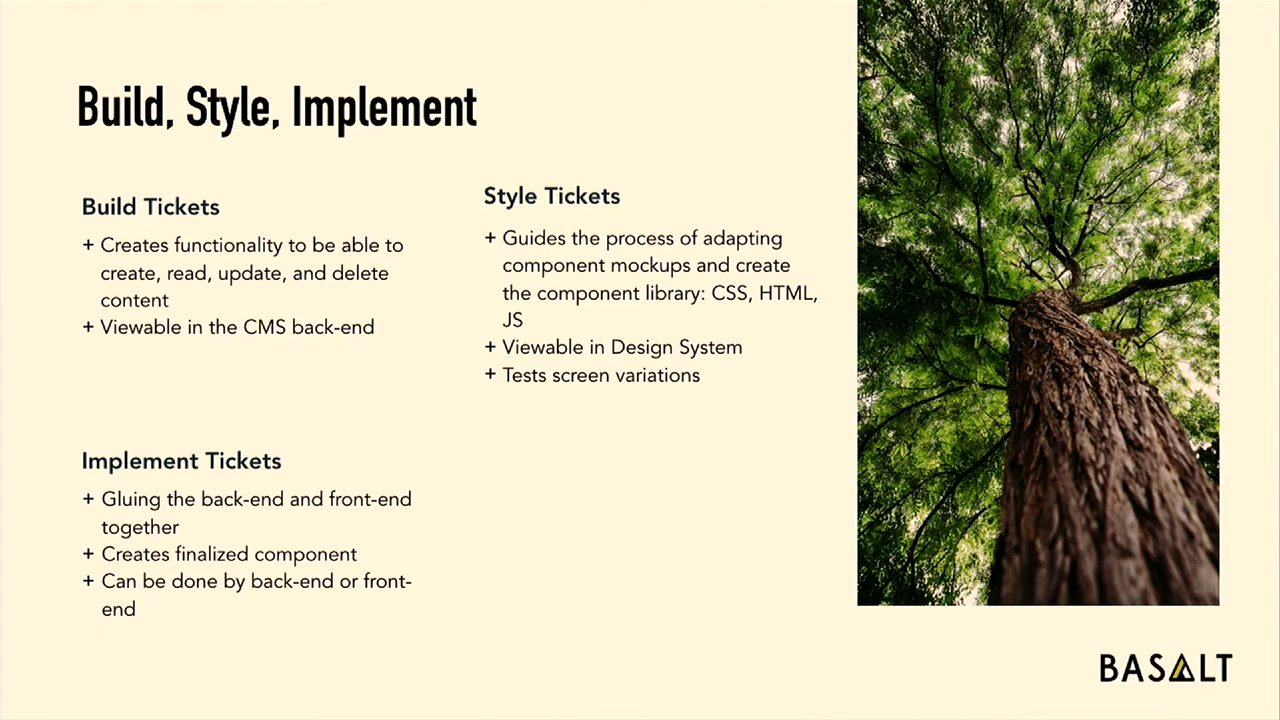 Build, Style, Implement
Build Tickets
+ Creates functionality to be able to
create, read, update, and delete
content
+ Viewable in the CMS back-end
Style Tickets
+ Guides the process of adapting
component mockups and create
the component library: CSS, HTML,
JS
+ Viewable in Design System
+ Tests screen variations
Implement Tickets
+ Gluing the back-end and front-end
together
+ Creates finalized component
+ Can be done by back-end or front-
end
BASALT